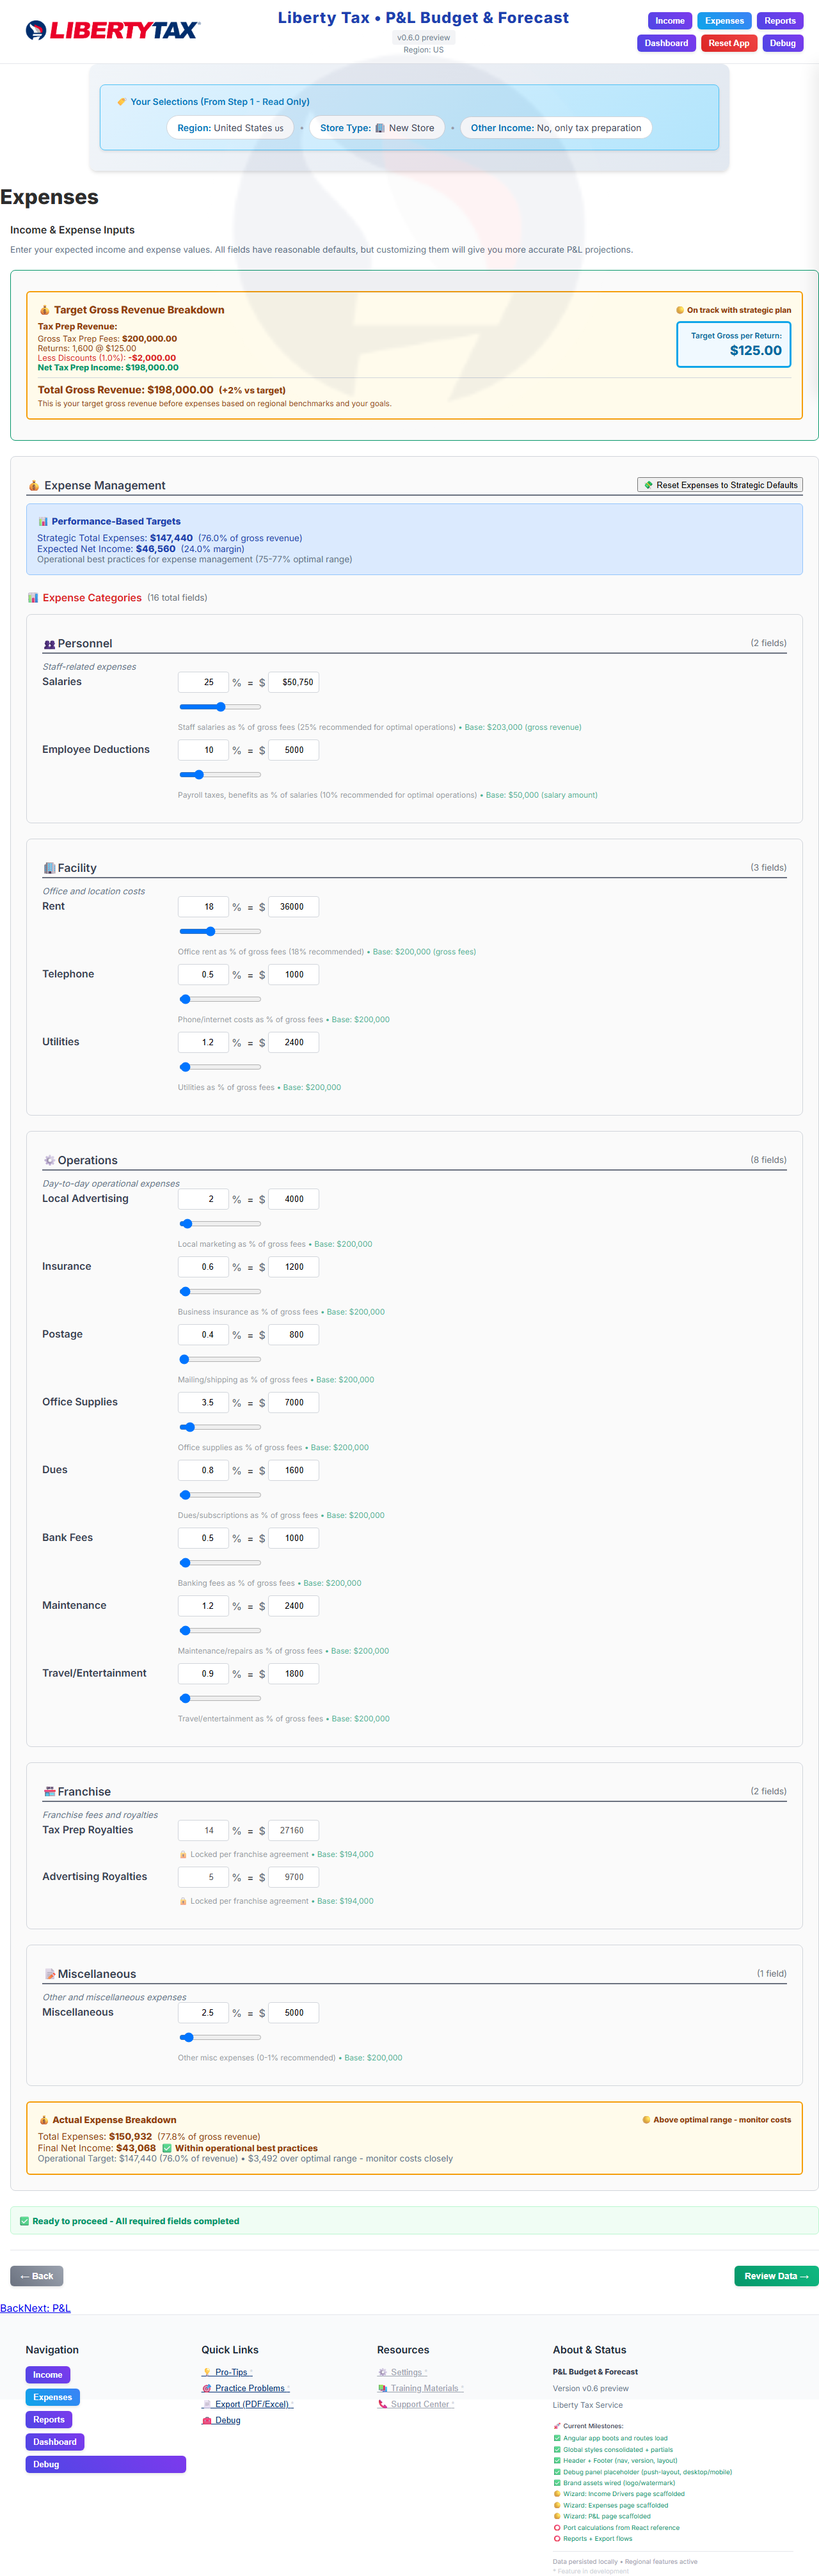 LIBERTYTAX
Liberty Tax • P&L Budget & Forecast
v0.6.0 preview
Region: US
Income
Expenses
Reports
Dashboard
Reset App
Debug
Your Selections (From Step 1 - Read Only)
Region: United States US • Store Type: New Store • Other Income: No, only tax preparation
Expenses
Income & Expense Inputs
Enter your expected income and expense values. All fields have reasonable defaults, but customizing them will give you more accurate P&L projections.
Target Gross Revenue Breakdown
On track with strategic plan
Tax Prep Revenue:
Gross Tax Prep Fees: $200,000.00
Returns: 1,600 @ $125.00
Less Discounts (1.0%): -$2,000.00
Net Tax Prep Income: $198,000.00
Target Gross per Return:
$125.00
Total Gross Revenue: $198,000.00 (+2% vs target)
This is your target gross revenue before expenses based on regional benchmarks and your goals.
Expense Management
Reset Expenses to Strategic Defaults
Performance-Based Targets
Strategic Total Expenses: $147,440 (76.0% of gross revenue)
Expected Net Income: $46,560 (24.0% margin)
Operational best practices for expense management (75-77% optimal range)
Expense Categories (16 total fields)
Personnel (2 fields)
Staff-related expenses
Salaries 25 % = $ $50,750
Staff salaries as % of gross fees (25% recommended for optimal operations) • Base: $203,000 (gross revenue)
Employee Deductions 10 % = $ 5000
Payroll taxes, benefits as % of salaries (10% recommended for optimal operations) • Base: $50,000 (salary amount)
Facility (3 fields)
Office and location costs
Rent 18 % = $ 36000
Office rent as % of gross fees (18% recommended) • Base: $200,000 (gross fees)
Telephone 0.5 % = $ 1000
Phone/internet costs as % of gross fees • Base: $200,000
Utilities 1.2 % = $ 2400
Utilities as % of gross fees • Base: $200,000
Operations (8 fields)
Day-to-day operational expenses
Local Advertising 2 % = $ 4000
Local marketing as % of gross fees • Base: $200,000
Insurance 0.6 % = $ 1200
Business insurance as % of gross fees • Base: $200,000
Postage 0.4 % = $ 800
Mailing/shipping as % of gross fees • Base: $200,000
Office Supplies 3.5 % = $ 7000
Office supplies as % of gross fees • Base: $200,000
Dues 0.8 % = $ 1600
Dues/subscriptions as % of gross fees • Base: $200,000
Bank Fees 0.5 % = $ 1000
Banking fees as % of gross fees • Base: $200,000
Maintenance 1.2 % = $ 2400
Maintenance/repairs as % of gross fees • Base: $200,000
Travel/Entertainment 0.9 % = $ 1800
Travel/entertainment as % of gross fees • Base: $200,000
Franchise (2 fields)
Franchise fees and royalties
Tax Prep Royalties 14 % = $ 27160
Locked per franchise agreement • Base: $194,000
Advertising Royalties 5 % = $ 9700
Locked per franchise agreement • Base: $194,000
Miscellaneous (1 field)
Other and miscellaneous expenses
Miscellaneous 2.5 % = $ 5000
Other misc expenses (0-1% recommended) • Base: $200,000
Actual Expense Breakdown
Above optimal range - monitor costs
Total Expenses: $150,932 (77.8% of gross revenue)
Final Net Income: $43,068 ✅ Within operational best practices
Operational Target: $147,440 (76.0% of revenue) • $3,492 over optimal range - monitor costs closely
✅ Ready to proceed - All required fields completed
← Back
Review Data →
BackNext: P&L
Navigation
Income
Expenses
Reports
Dashboard
Debug
Quick Links
Pro-Tips *
Practice Problems *
Export (PDF/Excel) *
Debug
Resources
Settings *
Training Materials *
Support Center *
About & Status
P&L Budget & Forecast
Version v0.6 preview
Liberty Tax Service
Current Milestones:
✅ Angular app boots and routes load
✅ Global styles consolidated + partials
✅ Header + Footer (nav, version, layout)
✅ Debug panel placeholder (push-layout, desktop/mobile)
✅ Brand assets wired (logo/watermark)
Wizard: Income Drivers page scaffolded
Wizard: Expenses page scaffolded
Wizard: P&L page scaffolded
Port calculations from React reference
Reports + Export flows
Data persisted locally • Regional features active
* Feature in development